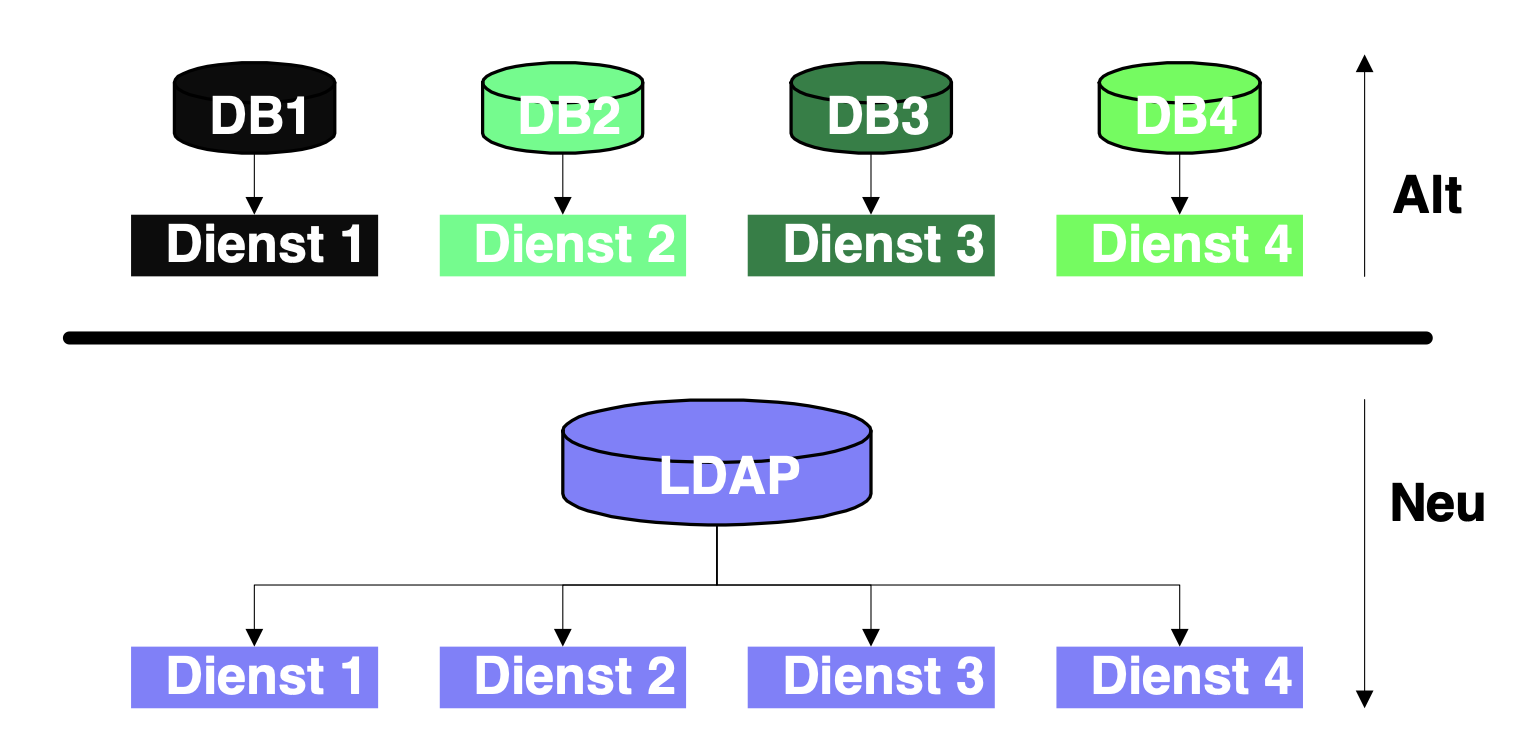 DB1 DB2 DB3 DB4
Alt
Dienst 1 Dienst 2 Dienst 3 Dienst 4
LDAP
Neu
Dienst 1 Dienst 2 Dienst 3 Dienst 4